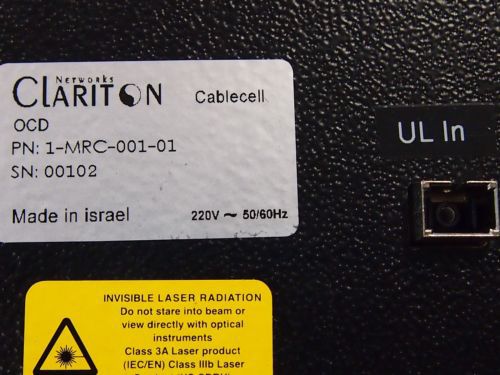 Networks
CLARITON
Cablecell
OCD
PN: 1-MRC-001-01
SN: 00102
Made in israel
220V ~ 50/60Hz
UL In
INVISIBLE LASER RADIATION
Do not stare into beam or
view directly with optical
instruments
Class 3A Laser product
(IEC/EN) Class IIIb Laser